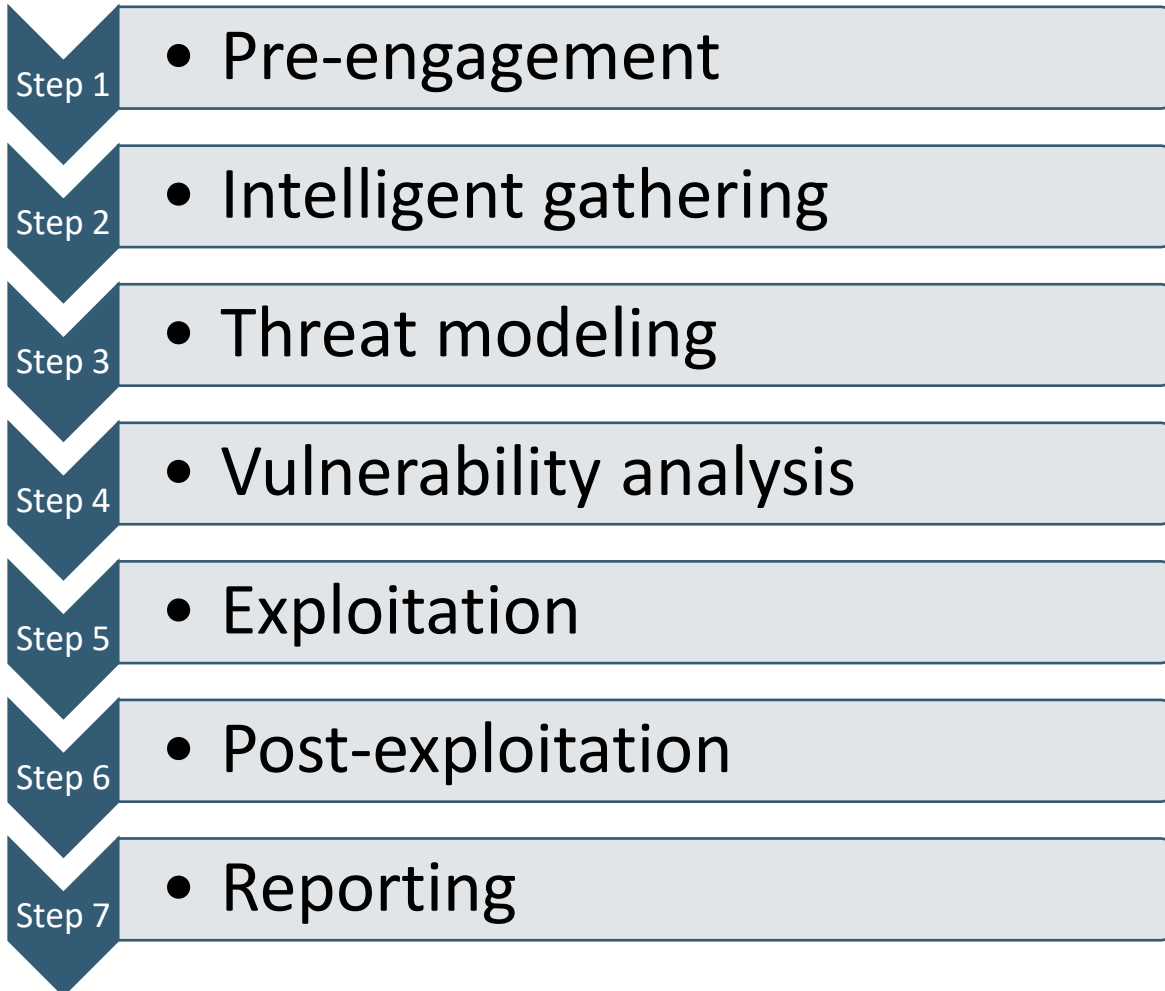 Step 1
• Pre-engagement
Step 2
• Intelligent gathering
Step 3
• Threat modeling
Step 4
• Vulnerability analysis
Step 5
• Exploitation
Step 6
• Post-exploitation
Step 7
• Reporting